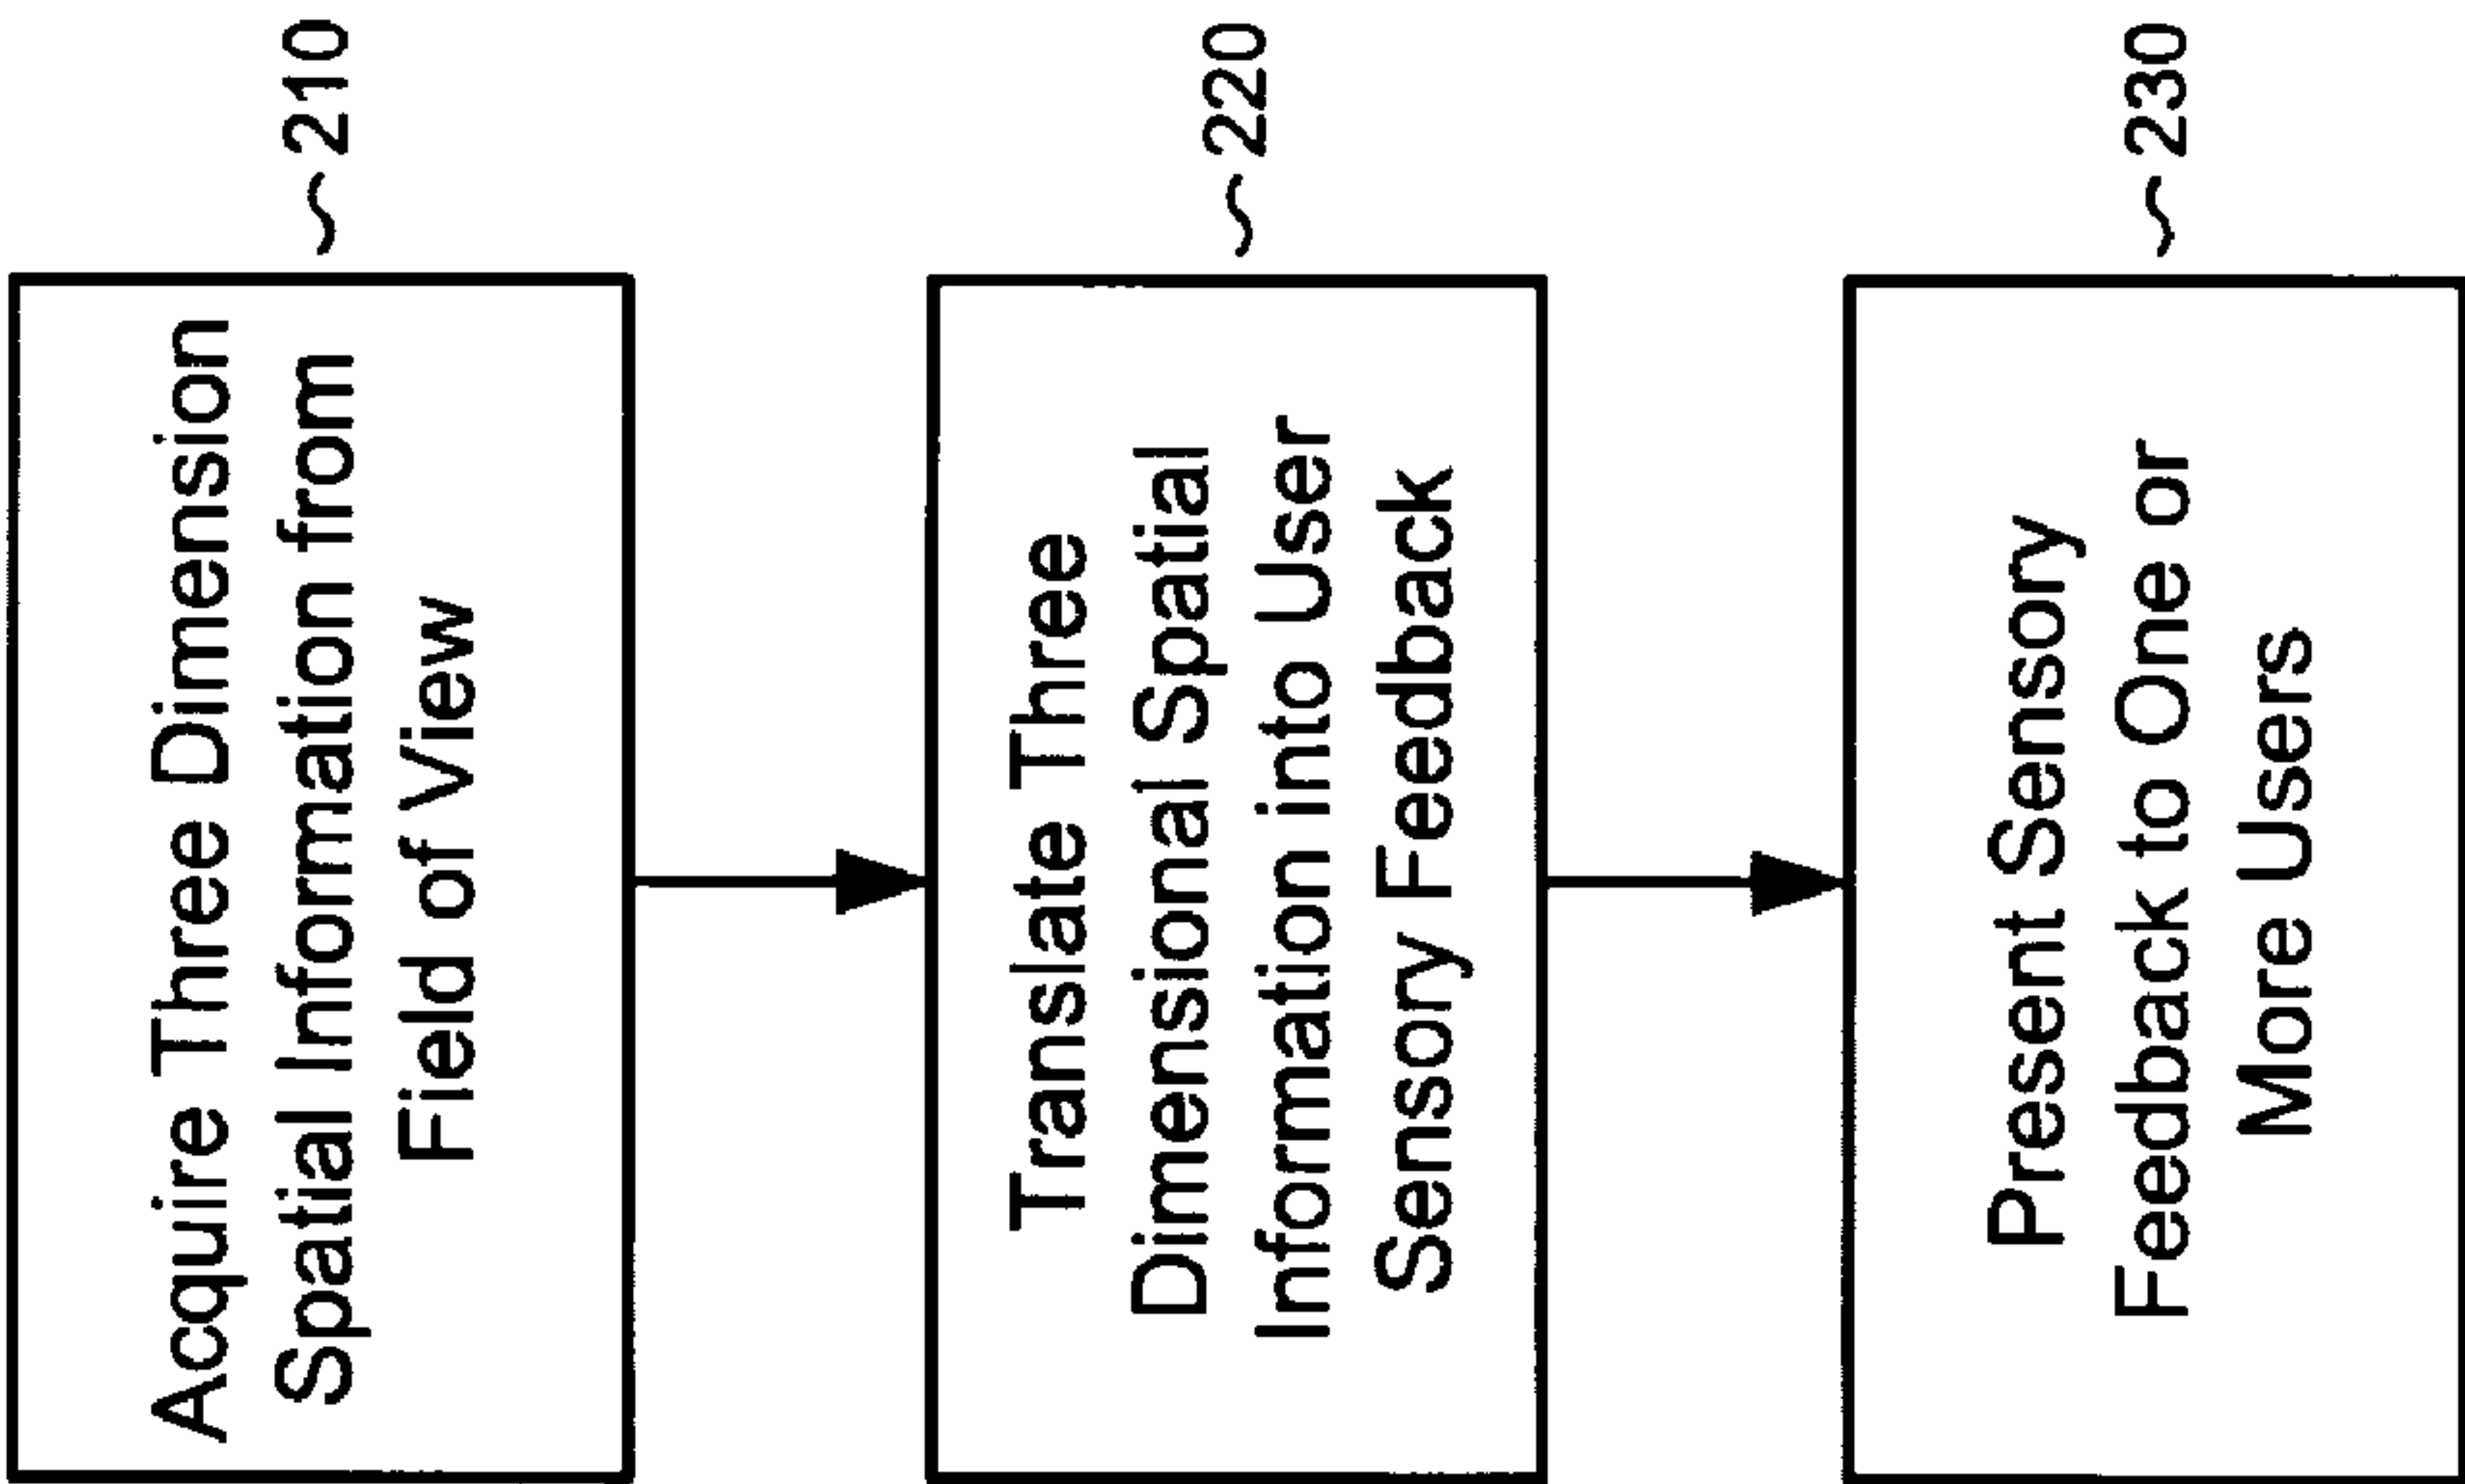 Acquire Three Dimension
Spatial Information from
Field of View
210
Translate Three
Dimensional Spatial
Information into User
Sensory Feedback
220
Present Sensory
Feedback to One or
More Users
230